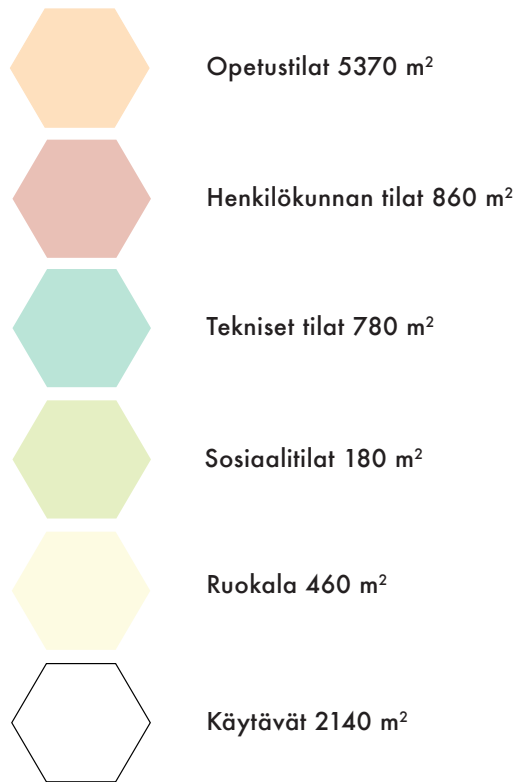 Opetustilat 5370 m²
Henkilökunnan tilat 860 m²
Tekniset tilat 780 m²
Sosiaalitilat 180 m²
Ruokala 460 m²
Käytävät 2140 m²